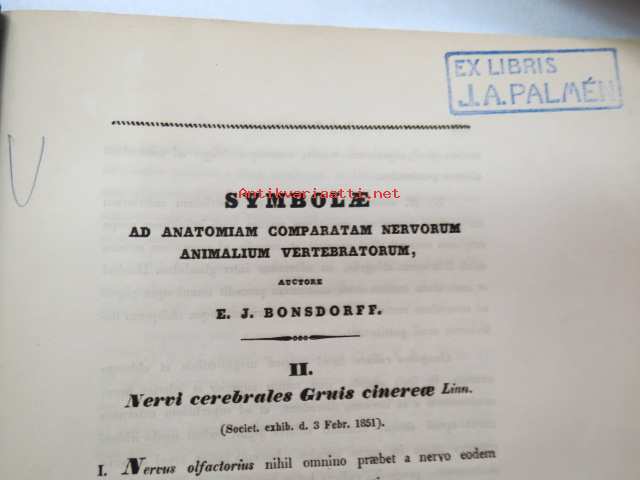 EX LIBRIS
J.A. PALMÉN
SYMBOLÆ
Antikvariaatti.net
AD ANATOMIAM COMPARATAM NERVORUM
ANIMALIUM VERTEBRATORUM,
AUCTORE
E. J. BONSDORFF.
II.
Nervi cerebrales Gruis cinereæ Linn.
(Societ. exhib. d. 3 Febr. 1851).
I. Nervus olfactorius nihil omnino præbet a nervo eodem